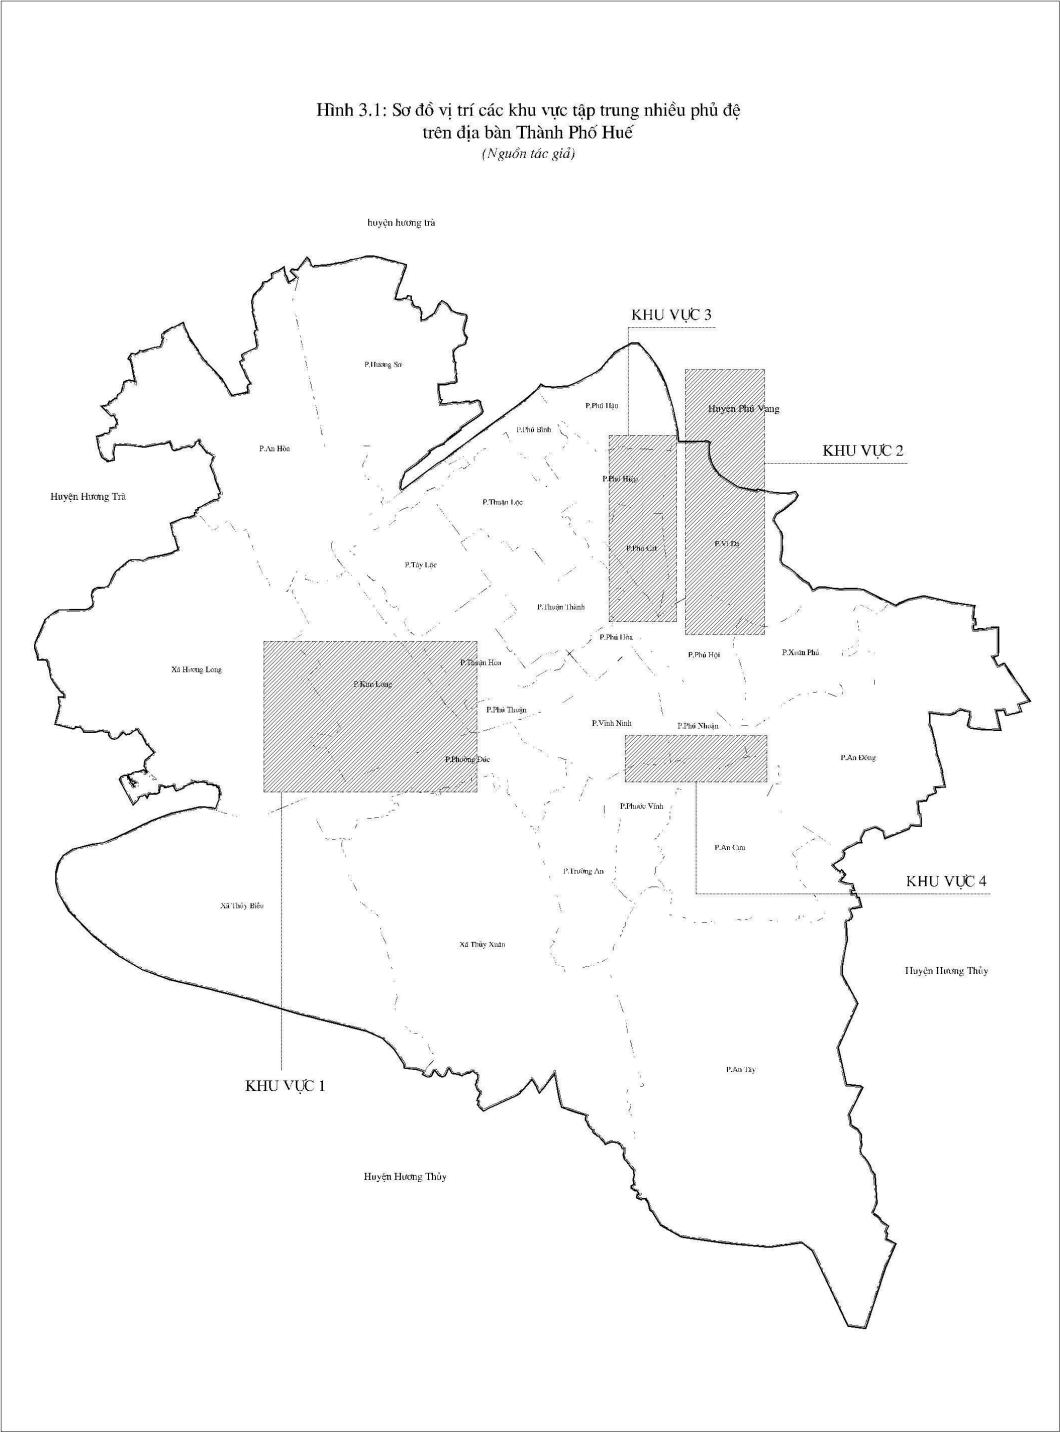 Hình 3.1: Sơ đồ vị trí các khu vực tập trung nhiều phủ đệ
trên địa bàn Thành Phố Huế
(Nguồn tác giả)
huyện hương trà
KHU VỰC 3
P.Hương Sơ
P.Phú Hậu
Huyện Phú Vang
P.Phú Bình
P.An Hòa
KHU VỰC 2
P.Phú Hiệp
Huyện Hương Trà
P.Thuận Lộc
P.Vĩ Dạ
P.Phú Cát
P.Tây Lộc
P.Thuận Thành
P.Phú Hòa
P.Xuân Phú
P.Phú Hội
P.Thuận Hòa
Xã Hương Long
P.Kim Long
P.Phú Thuận
P.Vĩnh Ninh
P.Phú Nhuận
P.Phường Đúc
P.An Đông
P.Phước Vĩnh
P.An Cựu
P.Trường An
KHU VỰC 4
Xã Thủy Biều
Xã Thủy Xuân
Huyện Hương Thủy
P.An Tây
KHU VỰC 1
Huyện Hương Thủy